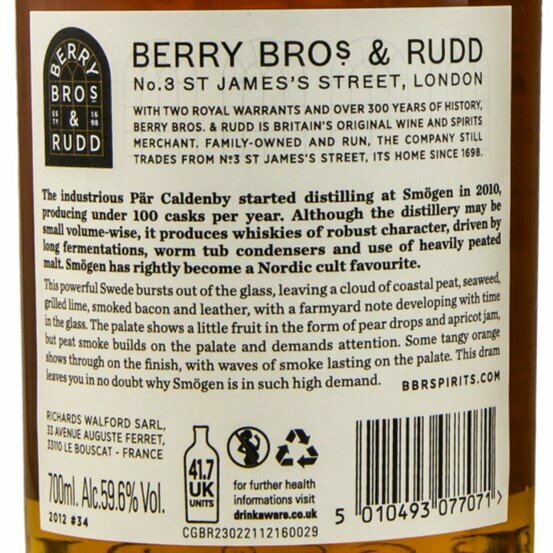 BERRY
BROS
ESTD 1698
&
RUDD
BERRY BROS & RUDD
No.3 ST JAMES'S STREET, LONDON
WITH TWO ROYAL WARRANTS AND OVER 300 YEARS OF HISTORY,
BERRY BROS. & RUDD IS BRITAIN'S ORIGINAL WINE AND SPIRITS
MERCHANT. FAMILY-OWNED AND RUN, THE COMPANY STILL
TRADES FROM Nº3 ST JAMES'S STREET, ITS HOME SINCE 1698.
The industrious Pär Caldenby started distilling at Smögen in 2010,
producing under 100 casks per year. Although the distillery may be
small volume-wise, it produces whiskies of robust character, driven by
long fermentations, worm tub condensers and use of heavily peated
malt. Smögen has rightly become a Nordic cult favourite.
This powerful Swede bursts out of the glass, leaving a cloud of coastal peat, seaweed,
grilled lime, smoked bacon and leather, with a farmyard note developing with time
in the glass. The palate shows a little fruit in the form of pear drops and apricot jam,
but peat smoke builds on the palate and demands attention. Some tangy orange
shows through on the finish, with waves of smoke lasting on the palate. This dram
leaves you in no doubt why Smögen is in such high demand.
BBRSPIRITS.COM
RICHARDS WALFORD SARL,
33 AVENUE AUGUSTE FERRET,
33110 LE BOUSCAT - FRANCE
700ml. Alc.59.6% Vol.
2012 #34
41.7
UK
UNITS
for further health
informations visit
drinkaware.co.uk
CGBR23022112160029
5 010493 077071 >